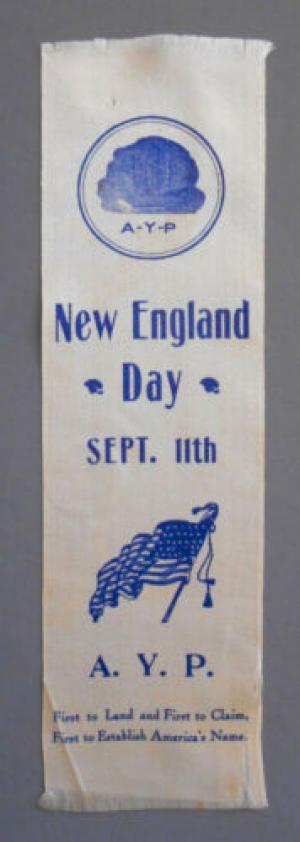 A-Y-P
New England
Day
SEPT. 11th
A. Y. P.
First to Land and First to Claim,
First to Establish America's Name.